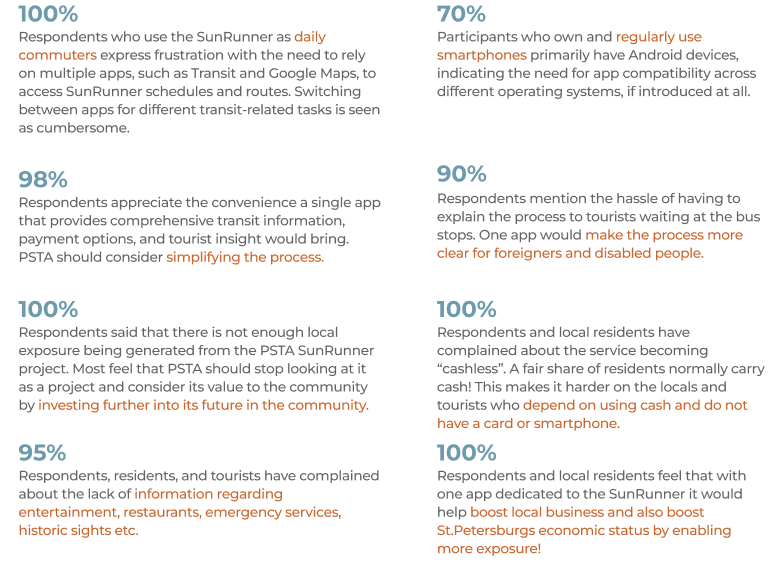 100%
Respondents who use the SunRunner as daily
commuters express frustration with the need to rely
on multiple apps, such as Transit and Google Maps, to
access SunRunner schedules and routes. Switching
between apps for different transit-related tasks is seen
as cumbersome.
70%
Participants who own and regularly use
smartphones primarily have Android devices,
indicating the need for app compatibility across
different operating systems, if introduced at all.
98%
Respondents appreciate the convenience a single app
that provides comprehensive transit information,
payment options, and tourist insight would bring.
PSTA should consider simplifying the process.
90%
Respondents mention the hassle of having to
explain the process to tourists waiting at the bus
stops. One app would make the process more
clear for foreigners and disabled people.
100%
Respondents said that there is not enough local
exposure being generated from the PSTA SunRunner
project. Most feel that PSTA should stop looking at it
as a project and consider its value to the community
by investing further into its future in the community.
100%
Respondents and local residents have
complained about the service becoming
“cashless”. A fair share of residents normally carry
cash! This makes it harder on the locals and
tourists who depend on using cash and do not
have a card or smartphone.
95%
Respondents, residents, and tourists have complained
about the lack of information regarding
entertainment, restaurants, emergency services,
historic sights etc.
100%
Respondents and local residents feel that with
one app dedicated to the SunRunner it would
help boost local business and also boost
St.Petersburgs economic status by enabling
more exposure!